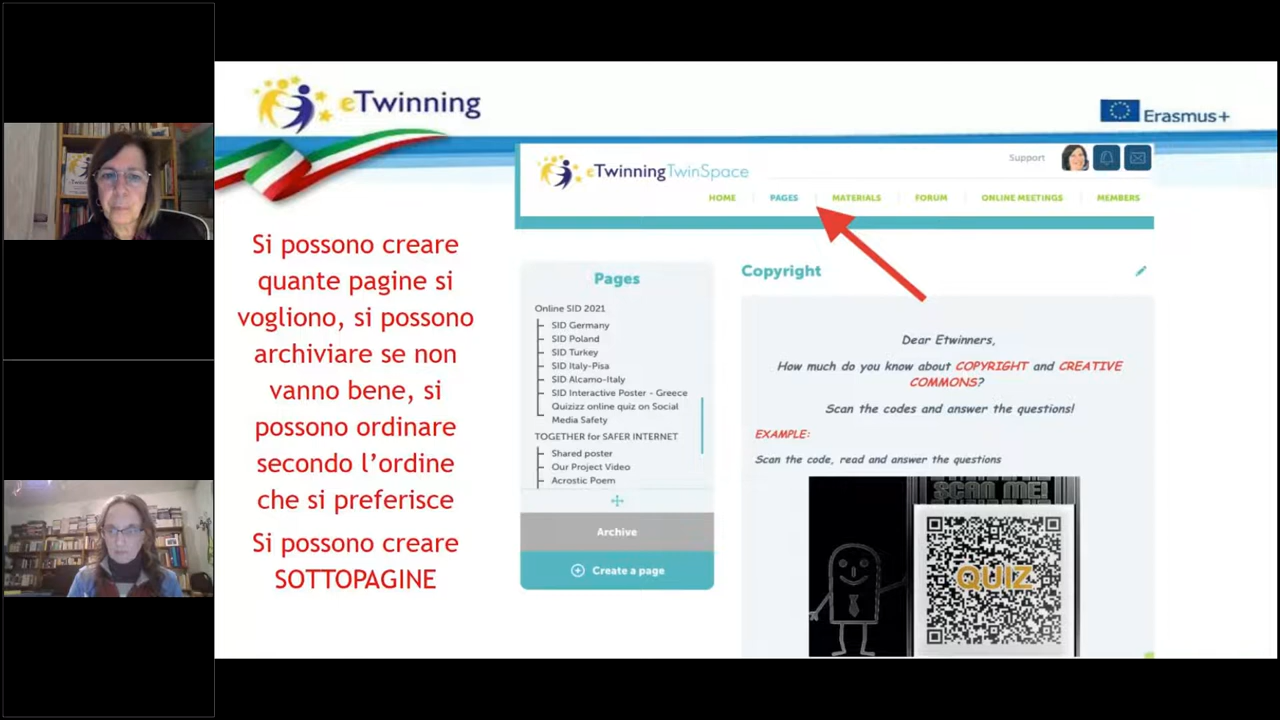 eTwinning
Erasmus+
Si possono creare
quante pagine si
vogliono, si possono
archiviare se non
vanno bene, si
possono ordinare
secondo l’ordine
che si preferisce
Si possono creare
SOTTOPAGINE
eTwinningTwinSpace
Support
HOME
PAGES
MATERIALS
FORUM
ONLINE MEETINGS
MEMBERS
Pages
Online SID 2021
SID Germany
SID Poland
SID Turkey
SID Italy-Pisa
SID Alcamo-Italy
SID Interactive Poster - Greece
Quizizz online quiz on Social
Media Safety
TOGETHER for SAFER INTERNET
Shared poster
Our Project Video
Acrostic Poem
Archive
Create a page
Copyright
Dear Etwinners,
How much do you know about COPYRIGHT and CREATIVE
COMMONS?
Scan the codes and answer the questions!
EXAMPLE:
Scan the code, read and answer the questions
SCAN ME!
QUIZ